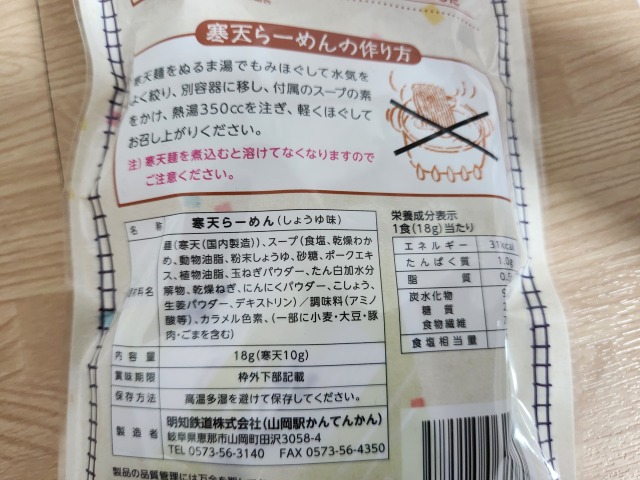 寒天らーめんの作り方
寒天麺をぬるま湯でもみほぐして水気を
よく絞り、別容器に移し、付属のスープの素
をかけ、熱湯350ccを注ぎ、軽くほぐして
お召し上がりください。
注）寒天麺を煮込むと溶けてなくなりますので
ご注意ください。
名 称 寒天らーめん(しょうゆ味)
麺(寒天(国内製造))、スープ(食塩、乾燥わか
め、動物油脂、粉末しょうゆ、砂糖、ポークエキ
ス、植物油脂、玉ねぎパウダー、たん白加水分
解物、乾燥ねぎ、にんにくパウダー、こしょう、
生姜パウダー、デキストリン)／調味料(アミノ
酸等)、カラメル色素、(一部に小麦・大豆・豚
肉・ごまを含む)
内 容 量 18g(寒天10g)
賞味期限 枠外下部記載
保存方法 高温多湿を避けて保存してください。
製 造 者 明知鉄道株式会社(山岡駅かんてんかん)
岐阜県恵那市山岡町田沢3058-4
TEL 0573-56-3140 FAX 0573-56-4350
栄養成分表示
1食(18g)当たり
エネルギー 31kcal
たんぱく質 1.0g
脂 質
炭水化物
糖 質
食物繊維
食塩相当量
製品の品質管理には万全を